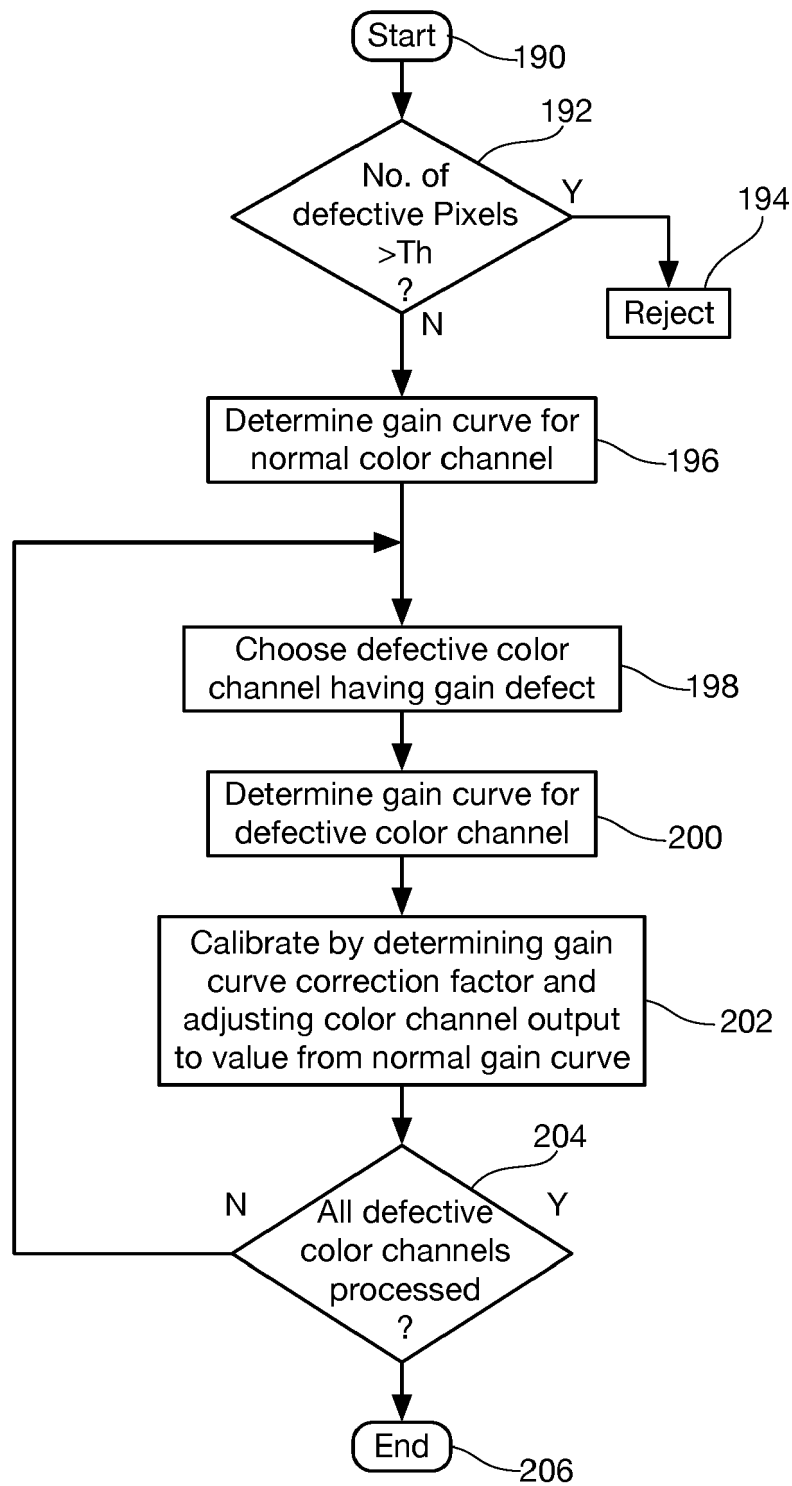 Start
190
192
No. of
defective Pixels
>Th
?
Y
194
Reject
N
Determine gain curve for
normal color channel
196
Choose defective color
channel having gain defect
198
Determine gain curve for
defective color channel
200
Calibrate by determining gain
curve correction factor and
adjusting color channel output
to value from normal gain curve
202
204
N
Y
All defective
color channels
processed
?
End
206